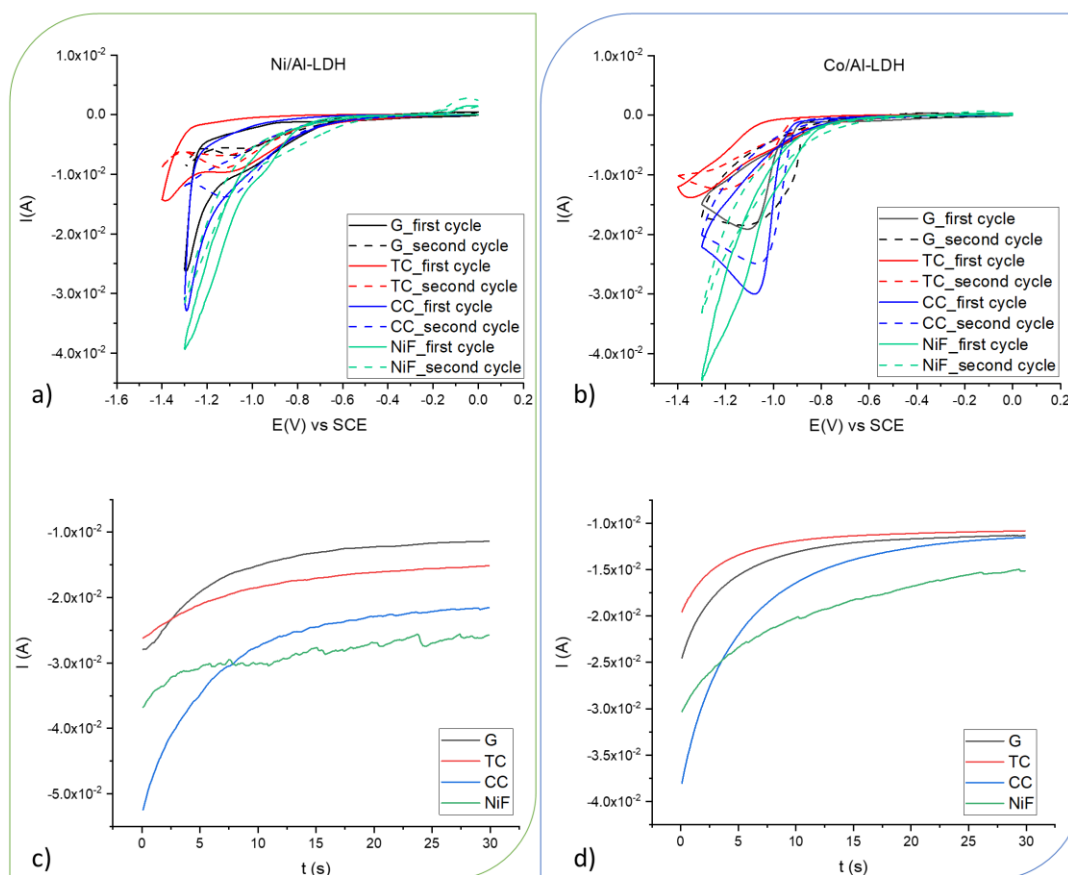 Ni/Al-LDH
1.0x10⁻²
0.0
-1.0x10⁻²
-2.0x10⁻²
-3.0x10⁻²
-4.0x10⁻²
I(A)
G_first cycle
G_second cycle
TC_first cycle
TC_second cycle
CC_first cycle
CC_second cycle
NiF_first cycle
NiF_second cycle
a)
-1.6 -1.4 -1.2 -1.0 -0.8 -0.6 -0.4 -0.2 0.0
E(V) vs SCE
Co/Al-LDH
1.0x10⁻²
0.0
-1.0x10⁻²
-2.0x10⁻²
-3.0x10⁻²
-4.0x10⁻²
I(A)
G_first cycle
G_second cycle
TC_first cycle
TC_second cycle
CC_first cycle
CC_second cycle
NiF_first cycle
NiF_second cycle
b)
-1.6 -1.4 -1.2 -1.0 -0.8 -0.6 -0.4 -0.2 0.0 0.2
E(V) vs SCE
-1.0x10⁻²
-2.0x10⁻²
-3.0x10⁻²
-4.0x10⁻²
-5.0x10⁻²
I (A)
G
TC
CC
NiF
c)
0 5 10 15 20 25 30
t (s)
-1.0x10⁻²
-1.5x10⁻²
-2.0x10⁻²
-2.5x10⁻²
-3.0x10⁻²
-3.5x10⁻²
-4.0x10⁻²
I (A)
G
TC
CC
NiF
d)
0 5 10 15 20 25 30
t (s)